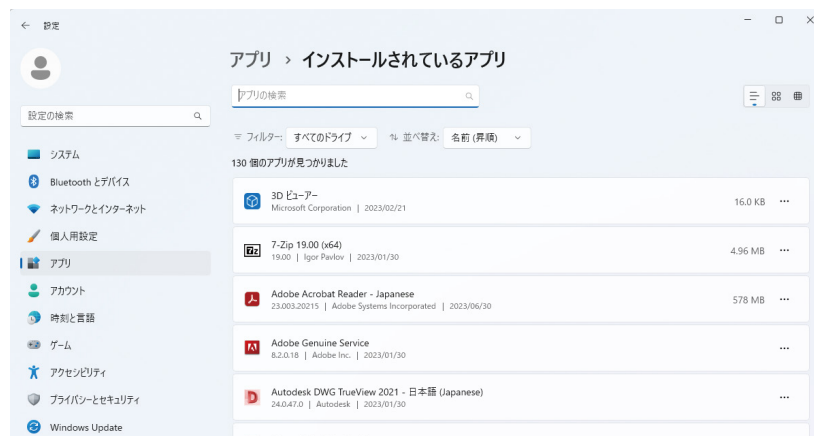 ← 設定
アプリ › インストールされているアプリ
アプリの検索
設定の検索
フィルター: すべてのドライブ 並べ替え: 名前 (昇順)
130 個のアプリが見つかりました
システム
Bluetooth とデバイス
ネットワークとインターネット
個人用設定
アプリ
アカウント
時刻と言語
ゲーム
アクセシビリティ
プライバシーとセキュリティ
Windows Update
3D ビューアー
Microsoft Corporation | 2023/02/21
16.0 KB
7z
7-Zip 19.00 (x64)
19.00 | Igor Pavlov | 2023/01/30
4.96 MB
Adobe Acrobat Reader - Japanese
23.003.20215 | Adobe Systems Incorporated | 2023/06/30
578 MB
Adobe Genuine Service
8.2.0.18 | Adobe Inc. | 2023/01/30
D
Autodesk DWG TrueView 2021 - 日本語 (Japanese)
24.0.47.0 | Autodesk | 2023/01/30